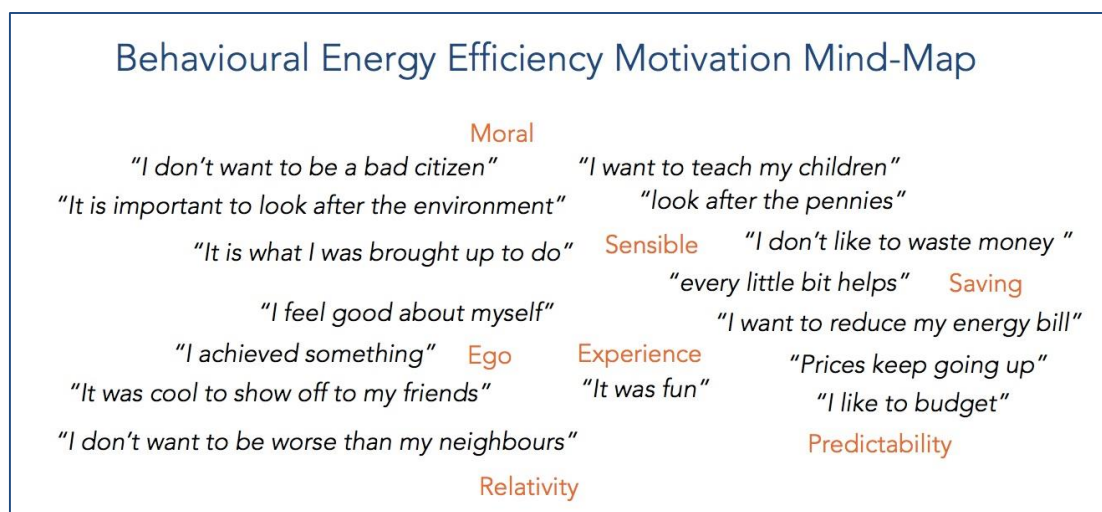 Behavioural Energy Efficiency Motivation Mind-Map
Moral
“I don’t want to be a bad citizen” “I want to teach my children”
“It is important to look after the environment” “look after the pennies”
“It is what I was brought up to do” Sensible “I don’t like to waste money ”
“every little bit helps” Saving
“I feel good about myself” “I want to reduce my energy bill”
“I achieved something” Ego Experience “Prices keep going up”
“It was cool to show off to my friends” “It was fun” “I like to budget”
“I don’t want to be worse than my neighbours” Predictability
Relativity